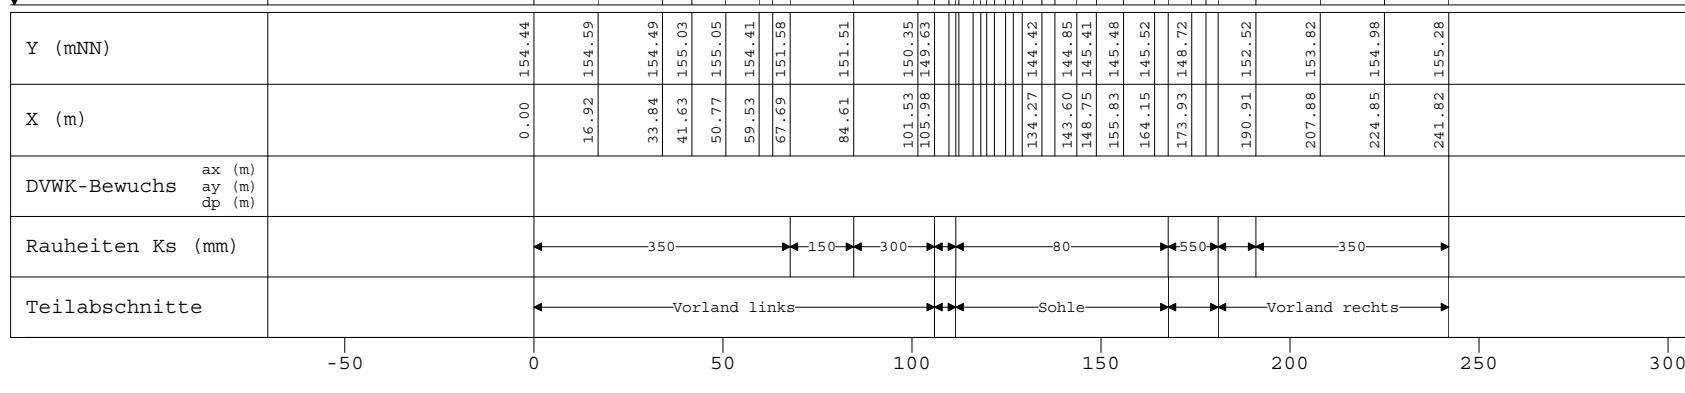 Y (mNN) 154.44 154.59 154.49 155.03 155.05 154.41 151.58 151.51 150.35 149.63 144.42 144.85 145.41 145.48 145.52 148.72 152.52 153.82 154.98 155.28
X (m) 0.00 16.92 33.84 41.63 50.77 59.53 67.69 84.61 101.53 105.98 134.27 143.60 148.75 155.83 164.15 173.93 190.91 207.88 224.85 241.82
DVWK-Bewuchs
ax (m)
ay (m)
dp (m)
Rauheiten Ks (mm) 350 150 300 80 550 350
Teilabschnitte Vorland links Sohle Vorland rechts
-50 0 50 100 150 200 250 300